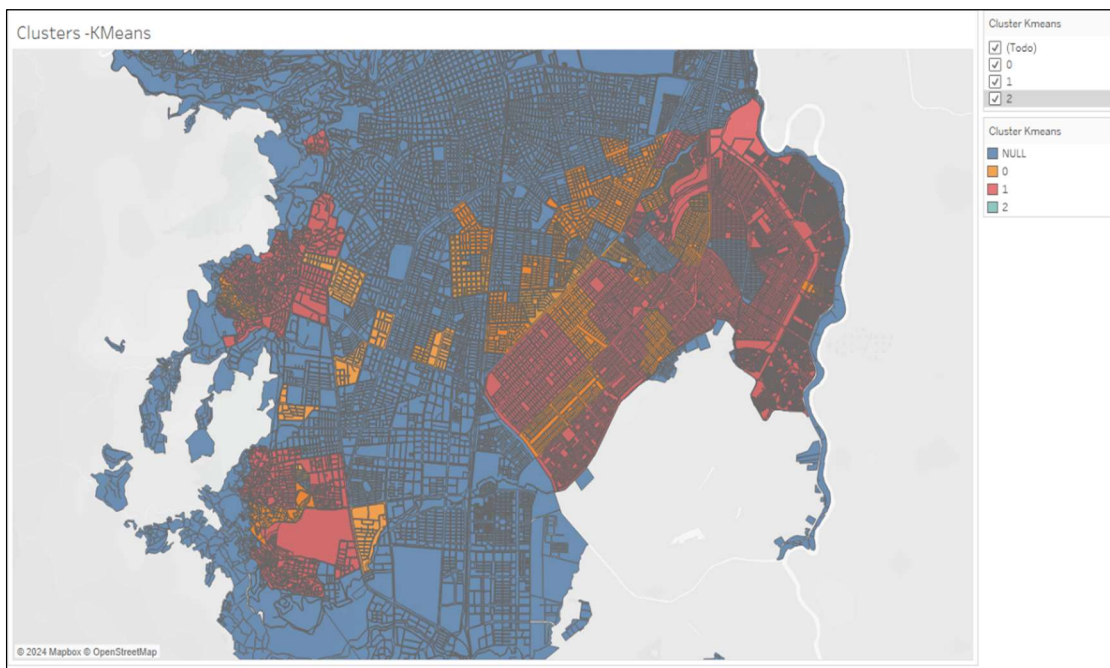 Clusters -KMeans
Cluster Kmeans
(Todo)
0
1
2
Cluster Kmeans
NULL
0
1
2
© 2024 Mapbox © OpenStreetMap